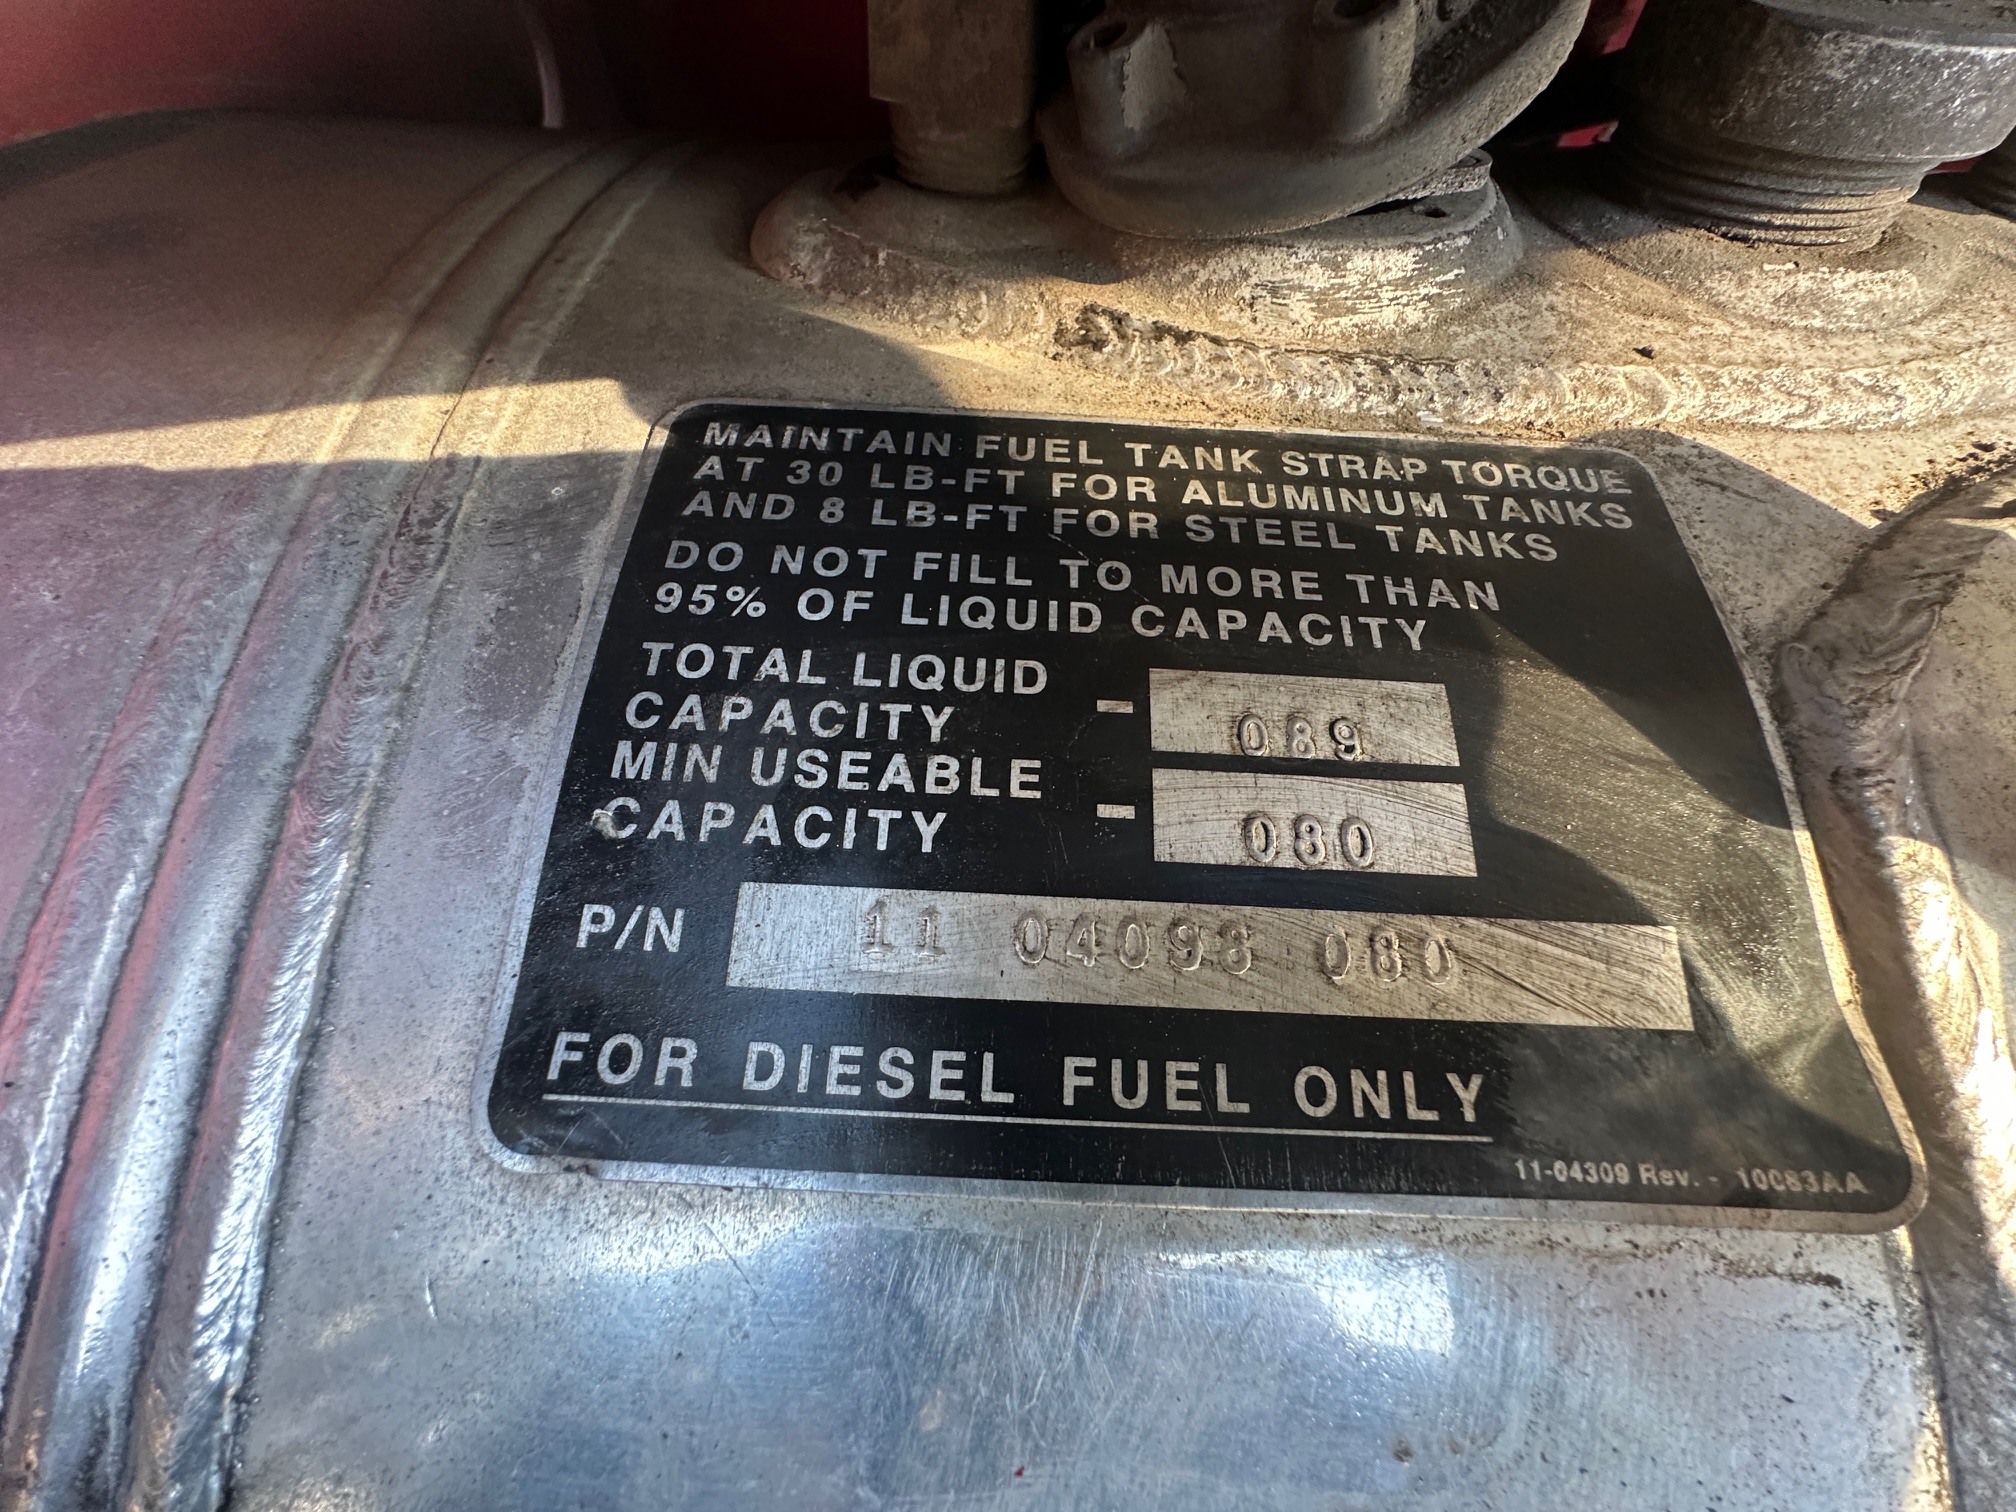 MAINTAIN FUEL TANK STRAP TORQUE
AT 30 LB-FT FOR ALUMINUM TANKS
AND 8 LB-FT FOR STEEL TANKS
DO NOT FILL TO MORE THAN
95% OF LIQUID CAPACITY
TOTAL LIQUID
CAPACITY - 089
MIN USEABLE
CAPACITY - 080
P/N 11 04098 080
FOR DIESEL FUEL ONLY
11-04309 Rev. - 10083AA